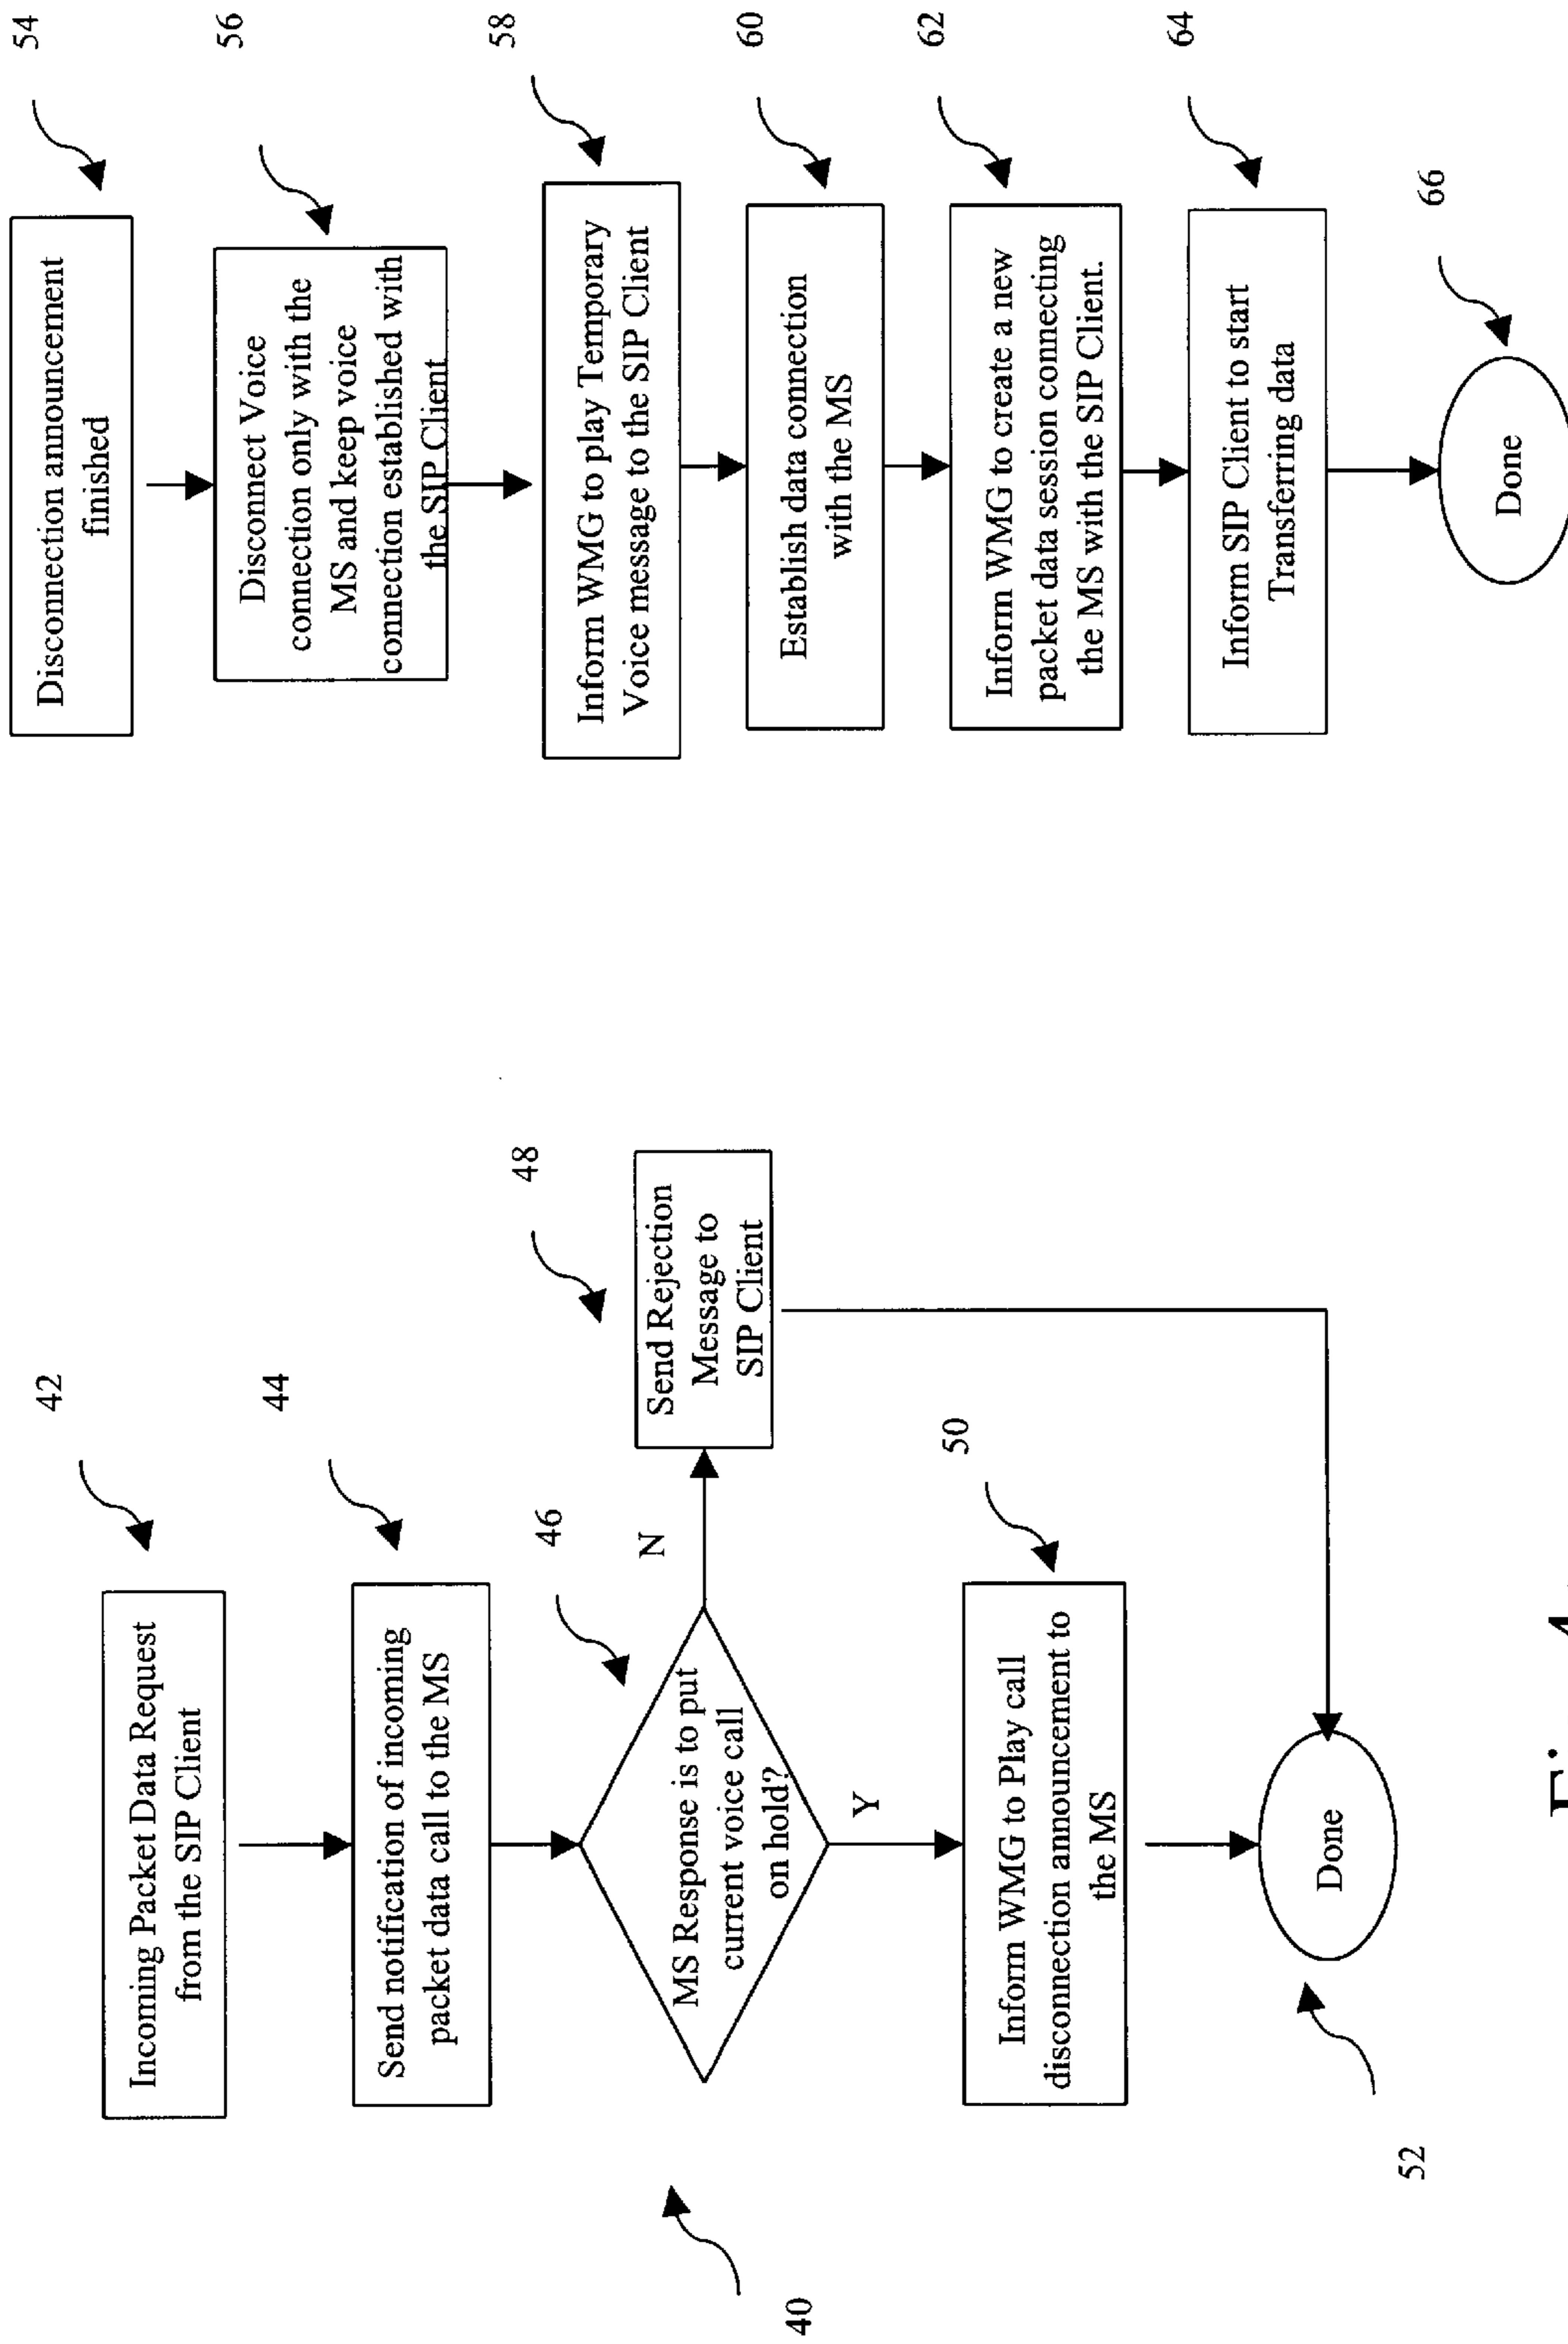 42
Incoming Packet Data Request
from the SIP Client
44
Send notification of incoming
packet data call to the MS
46
MS Response is to put
current voice call
on hold?
N
48
Send Rejection
Message to
SIP Client
Y
50
Inform WMG to Play call
disconnection announcement to
the MS
Done
52
40
54
Disconnection announcement
finished
56
Disconnect Voice
connection only with the
MS and keep voice
connection established with
the SIP Client
58
Inform WMG to play Temporary
Voice message to the SIP Client
60
Establish data connection
with the MS
62
Inform WMG to create a new
packet data session connecting
the MS with the SIP Client.
64
Inform SIP Client to start
Transferring data
66
Done